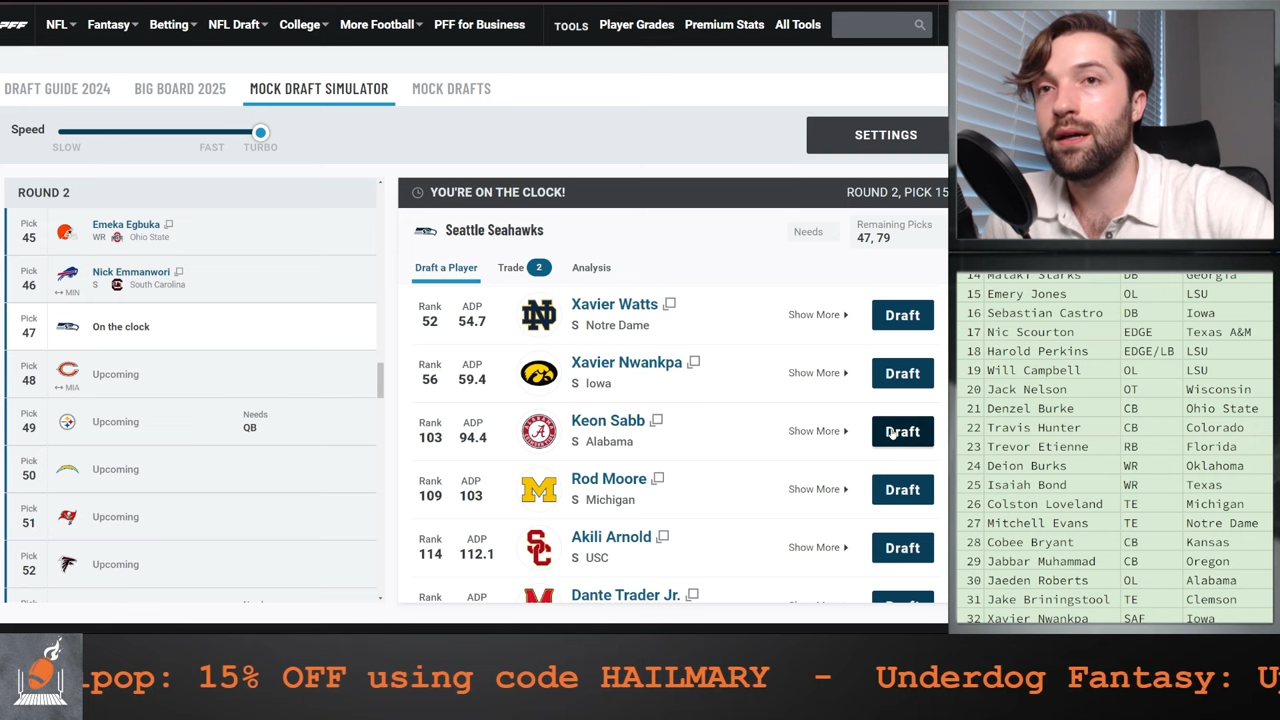 PFF NFL Fantasy Betting NFL Draft College More Football PFF for Business TOOLS Player Grades Premium Stats All Tools
DRAFT GUIDE 2024 BIG BOARD 2025 MOCK DRAFT SIMULATOR MOCK DRAFTS
Speed
SLOW FAST TURBO
SETTINGS
ROUND 2
Pick 45 Emeka Egbuka
WR Ohio State
Pick 46 Nick Emmanwori
S South Carolina
↔ MIN
Pick 47 On the clock
Pick 48 Upcoming
↔ MIA
Pick 49 Upcoming Needs QB
Pick 50 Upcoming
Pick 51 Upcoming
Pick 52 Upcoming
YOU'RE ON THE CLOCK! ROUND 2, PICK 15
Seattle Seahawks Needs Remaining Picks
47, 79
Draft a Player Trade 2 Analysis
Rank 52 ADP 54.7 Xavier Watts Show More Draft
S Notre Dame
Rank 56 ADP 59.4 Xavier Nwankpa Show More Draft
S Iowa
Rank 103 ADP 94.4 Keon Sabb Show More Draft
S Alabama
Rank 109 ADP 103 Rod Moore Show More Draft
S Michigan
Rank 114 ADP 112.1 Akili Arnold Show More Draft
S USC
Rank ADP Dante Trader Jr.
14 Malaki Starks DB Georgia
15 Emery Jones OL LSU
16 Sebastian Castro DB Iowa
17 Nic Scourton EDGE Texas A&M
18 Harold Perkins EDGE/LB LSU
19 Will Campbell OL LSU
20 Jack Nelson OT Wisconsin
21 Denzel Burke CB Ohio State
22 Travis Hunter CB Colorado
23 Trevor Etienne RB Florida
24 Deion Burks WR Oklahoma
25 Isaiah Bond WR Texas
26 Colston Loveland TE Michigan
27 Mitchell Evans TE Notre Dame
28 Cobee Bryant CB Kansas
29 Jabbar Muhammad CB Oregon
30 Jaeden Roberts OL Alabama
31 Jake Briningstool TE Clemson
32 Xavier Nwankpa SAF Iowa
lpop: 15% OFF using code HAILMARY - Underdog Fantasy: U